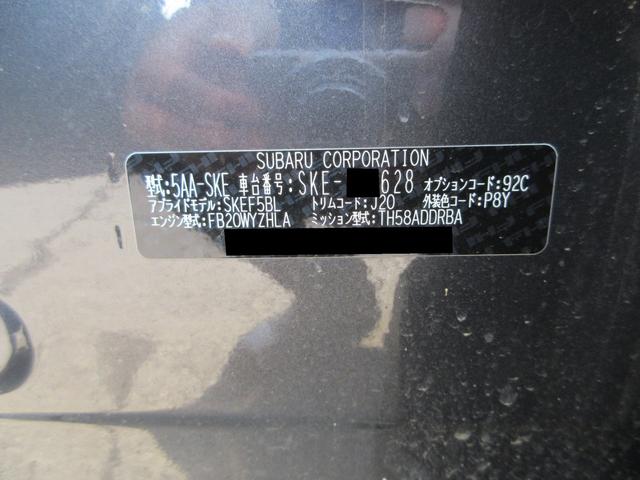 SUBARU CORPORATION
型式:5AA-SKE 車台番号:SKE- 628 オプションコード:92C
アプライドモデル:SKEF5BL トリムコード:J20 外装色コード:P8Y
エンジン型式:FB20WYZHLA ミッション型式:TH58ADDRBA